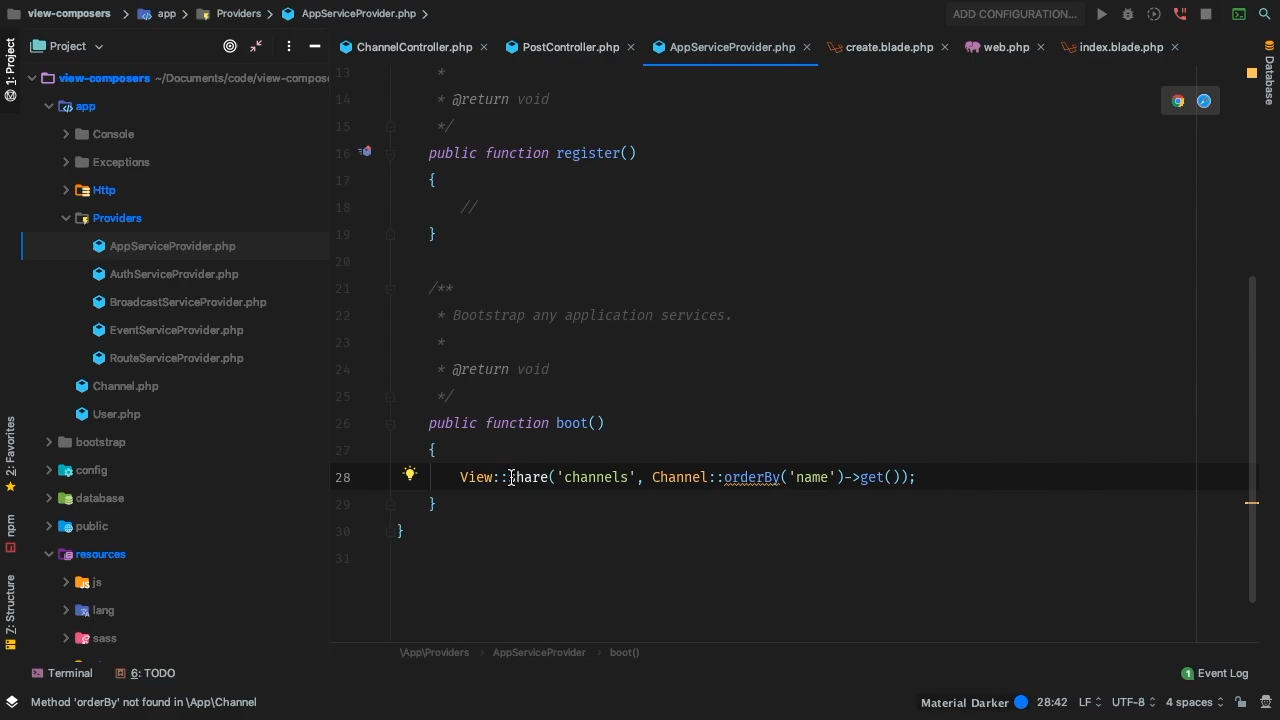 view-composers app Providers AppServiceProvider.php
ADD CONFIGURATION...
Project
ChannelController.php
PostController.php
AppServiceProvider.php
create.blade.php
web.php
index.blade.php
1: Project
2: Favorites
npm
7: Structure
Database
view-composers ~/Documents/code/view-compose
app
Console
Exceptions
Http
Providers
AppServiceProvider.php
AuthServiceProvider.php
BroadcastServiceProvider.php
EventServiceProvider.php
RouteServiceProvider.php
Channel.php
User.php
bootstrap
config
database
public
resources
js
lang
sass
13 *
14 * @return void
15 */
16 public function register()
17 {
18 //
19 }
20
21 /**
22 * Bootstrap any application services.
23 *
24 * @return void
25 */
26 public function boot()
27 {
28 View::share('channels', Channel::orderBy('name')->get());
29 }
30 }
31
\App\Providers AppServiceProvider boot()
Terminal 6: TODO
1 Event Log
Method 'orderBy' not found in \App\Channel
Material Darker 28:42 LF UTF-8 4 spaces